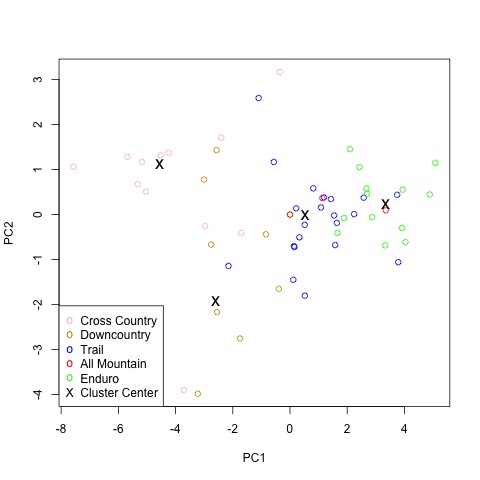 3
2
1
0
-1
-2
-3
-4
PC2
X
X
X
X
Cross Country
Downcountry
Trail
All Mountain
Enduro
X Cluster Center
-8 -6 -4 -2 0 2 4
PC1